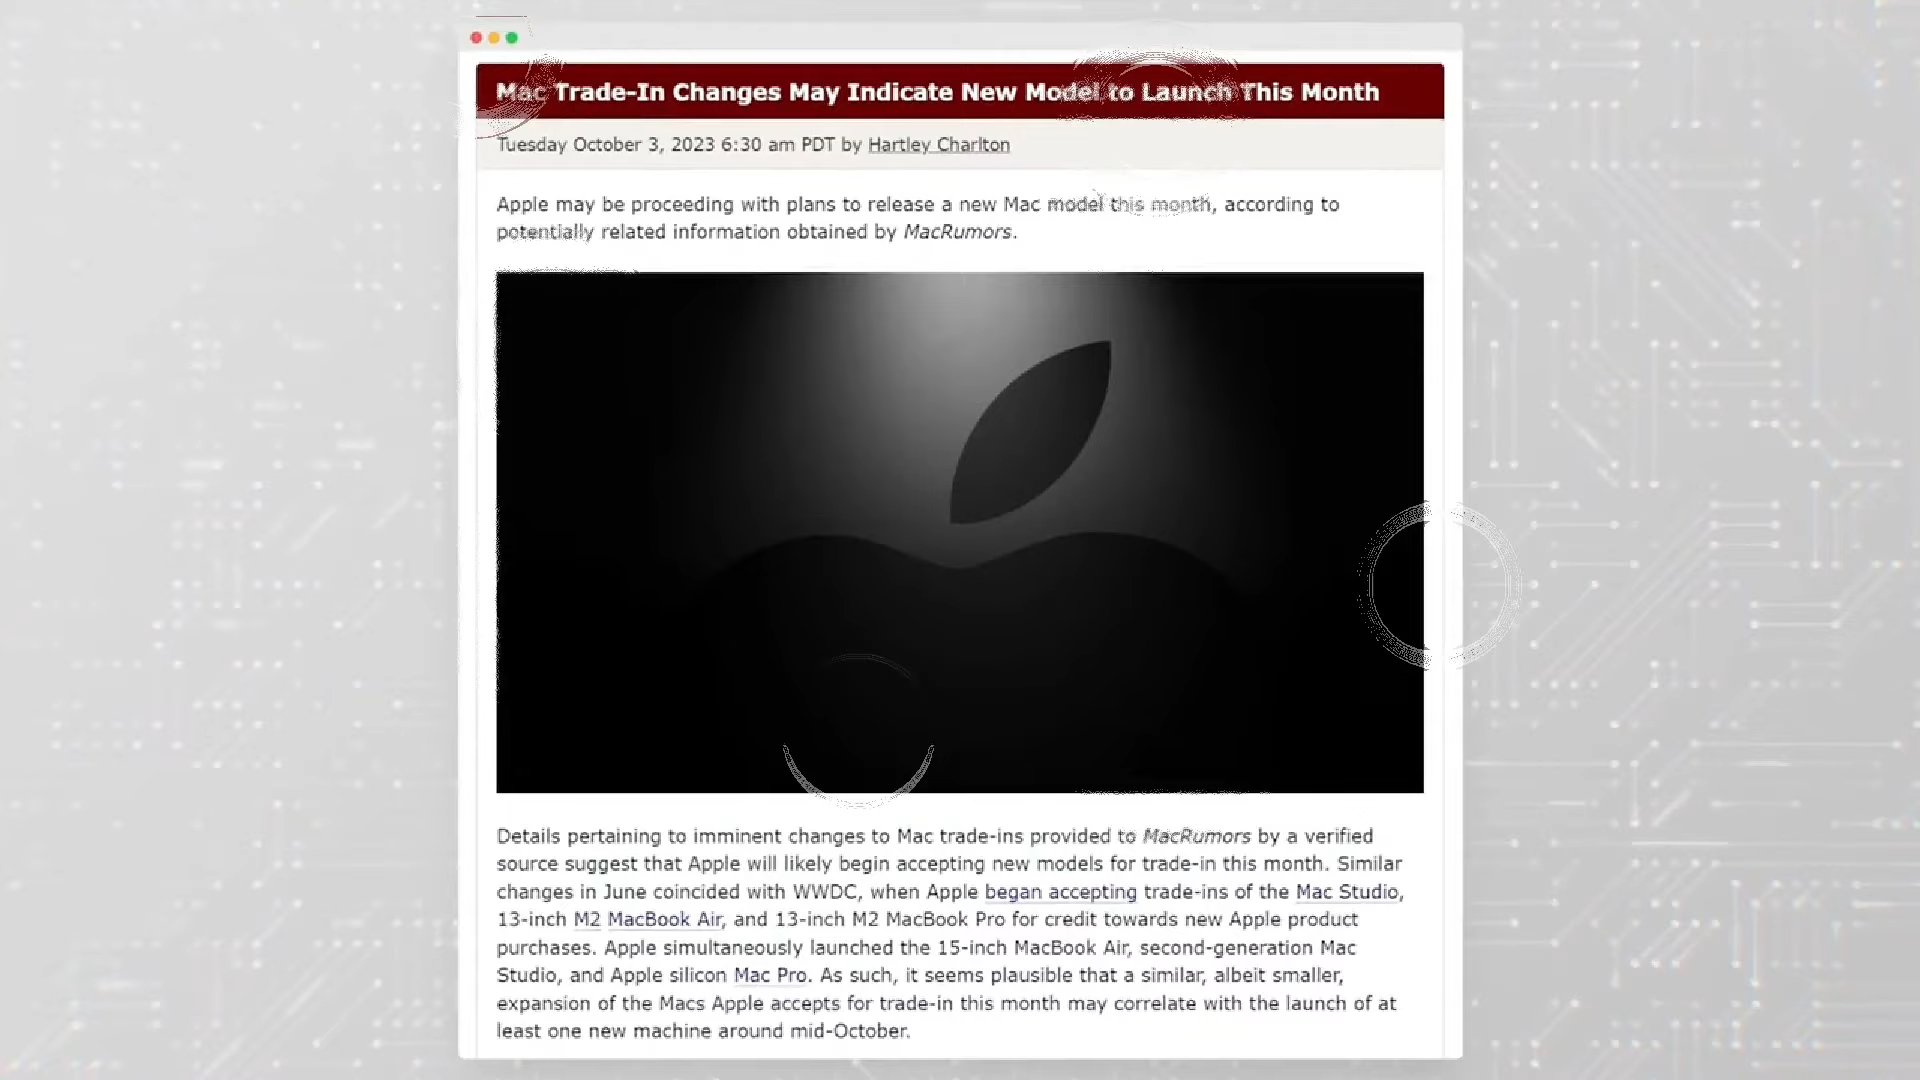 Mac Trade-In Changes May Indicate New Model to Launch This Month
Tuesday October 3, 2023 6:30 am PDT by Hartley Charlton
Apple may be proceeding with plans to release a new Mac model this month, according to
potentially related information obtained by MacRumors.
Details pertaining to imminent changes to Mac trade-ins provided to MacRumors by a verified
source suggest that Apple will likely begin accepting new models for trade-in this month. Similar
changes in June coincided with WWDC, when Apple began accepting trade-ins of the Mac Studio,
13-inch M2 MacBook Air, and 13-inch M2 MacBook Pro for credit towards new Apple product
purchases. Apple simultaneously launched the 15-inch MacBook Air, second-generation Mac
Studio, and Apple silicon Mac Pro. As such, it seems plausible that a similar, albeit smaller,
expansion of the Macs Apple accepts for trade-in this month may correlate with the launch of at
least one new machine around mid-October.